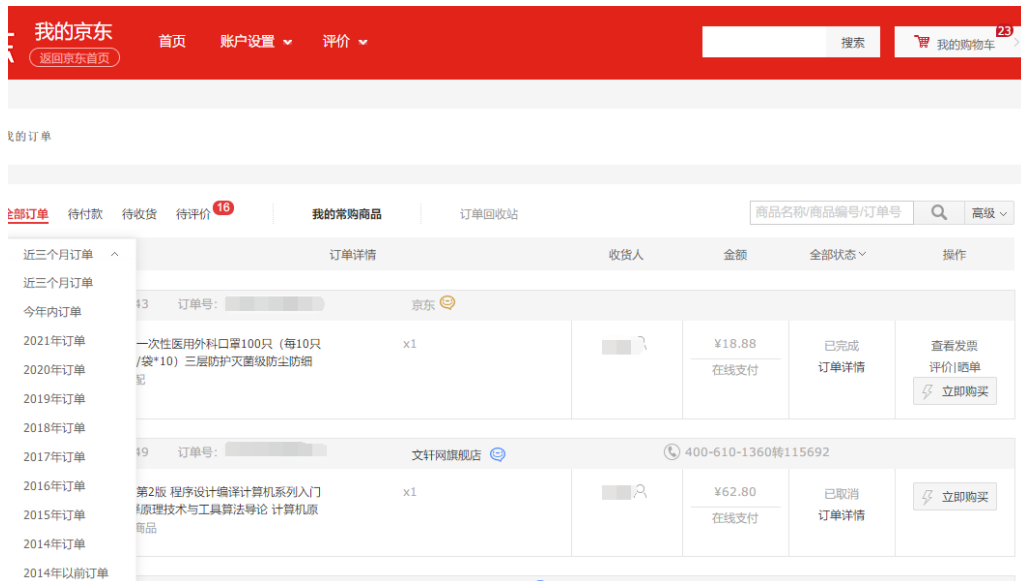 我的京东
返回京东首页
首页
账户设置
评价
搜索
我的购物车
23
我的订单
全部订单
待付款
待收货
待评价
16
我的常购商品
订单回收站
商品名称/商品编号/订单号
高级
近三个月订单
订单详情
收货人
金额
全部状态
操作
近三个月订单
今年内订单
2021年订单
2020年订单
2019年订单
2018年订单
2017年订单
2016年订单
2015年订单
2014年订单
2014年以前订单
43
订单号:
京东
一次性医用外科口罩100只（每10只
/袋*10）三层防护灭菌级防尘防细
配
x1
¥18.88
在线支付
已完成
订单详情
查看发票
评价|晒单
立即购买
49
订单号:
文轩网旗舰店
400-610-1360转115692
第2版 程序设计编译计算机系列入门
原理技术与工具算法导论 计算机原
商品
x1
¥62.80
在线支付
已取消
订单详情
立即购买